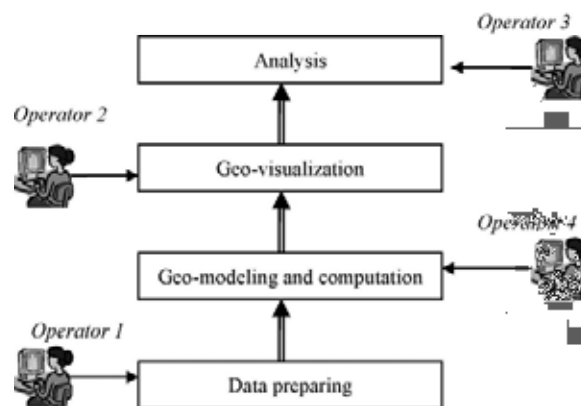 Operator 3
Analysis
Operator 2
Geo-visualization
Geo-modeling and computation
Operator 1
Data preparing